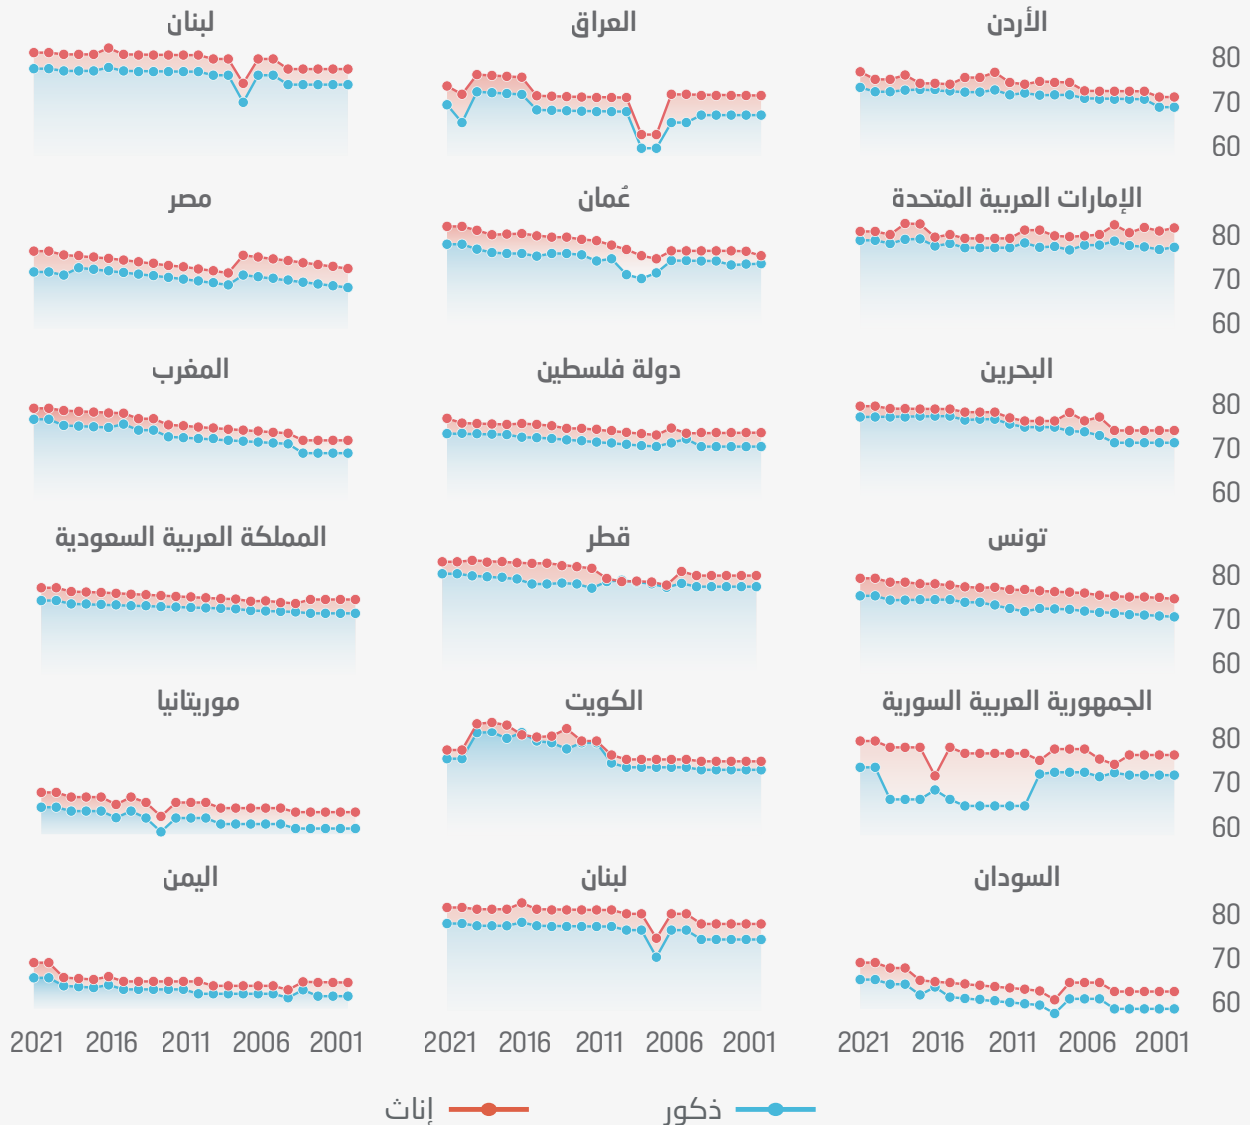 الأردن
العراق
لبنان
80
70
60
الإمارات العربية المتحدة
عُمان
مصر
80
70
60
البحرين
دولة فلسطين
المغرب
80
70
60
تونس
قطر
المملكة العربية السعودية
80
70
60
الجمهورية العربية السورية
الكويت
موريتانيا
80
70
60
السودان
لبنان
اليمن
80
70
60
2021 2016 2011 2006 2001
2021 2016 2011 2006 2001
2021 2016 2011 2006 2001
ذكور
إناث